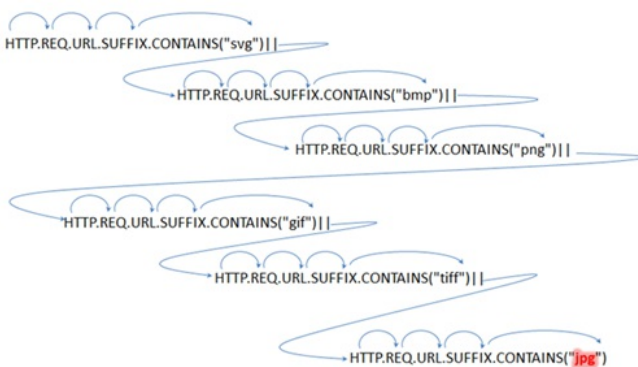 HTTP.REQ.URL.SUFFIX.CONTAINS("svg")||
HTTP.REQ.URL.SUFFIX.CONTAINS("bmp")||
HTTP.REQ.URL.SUFFIX.CONTAINS("png")||
HTTP.REQ.URL.SUFFIX.CONTAINS("gif")||
HTTP.REQ.URL.SUFFIX.CONTAINS("tiff")||
HTTP.REQ.URL.SUFFIX.CONTAINS("jpg")